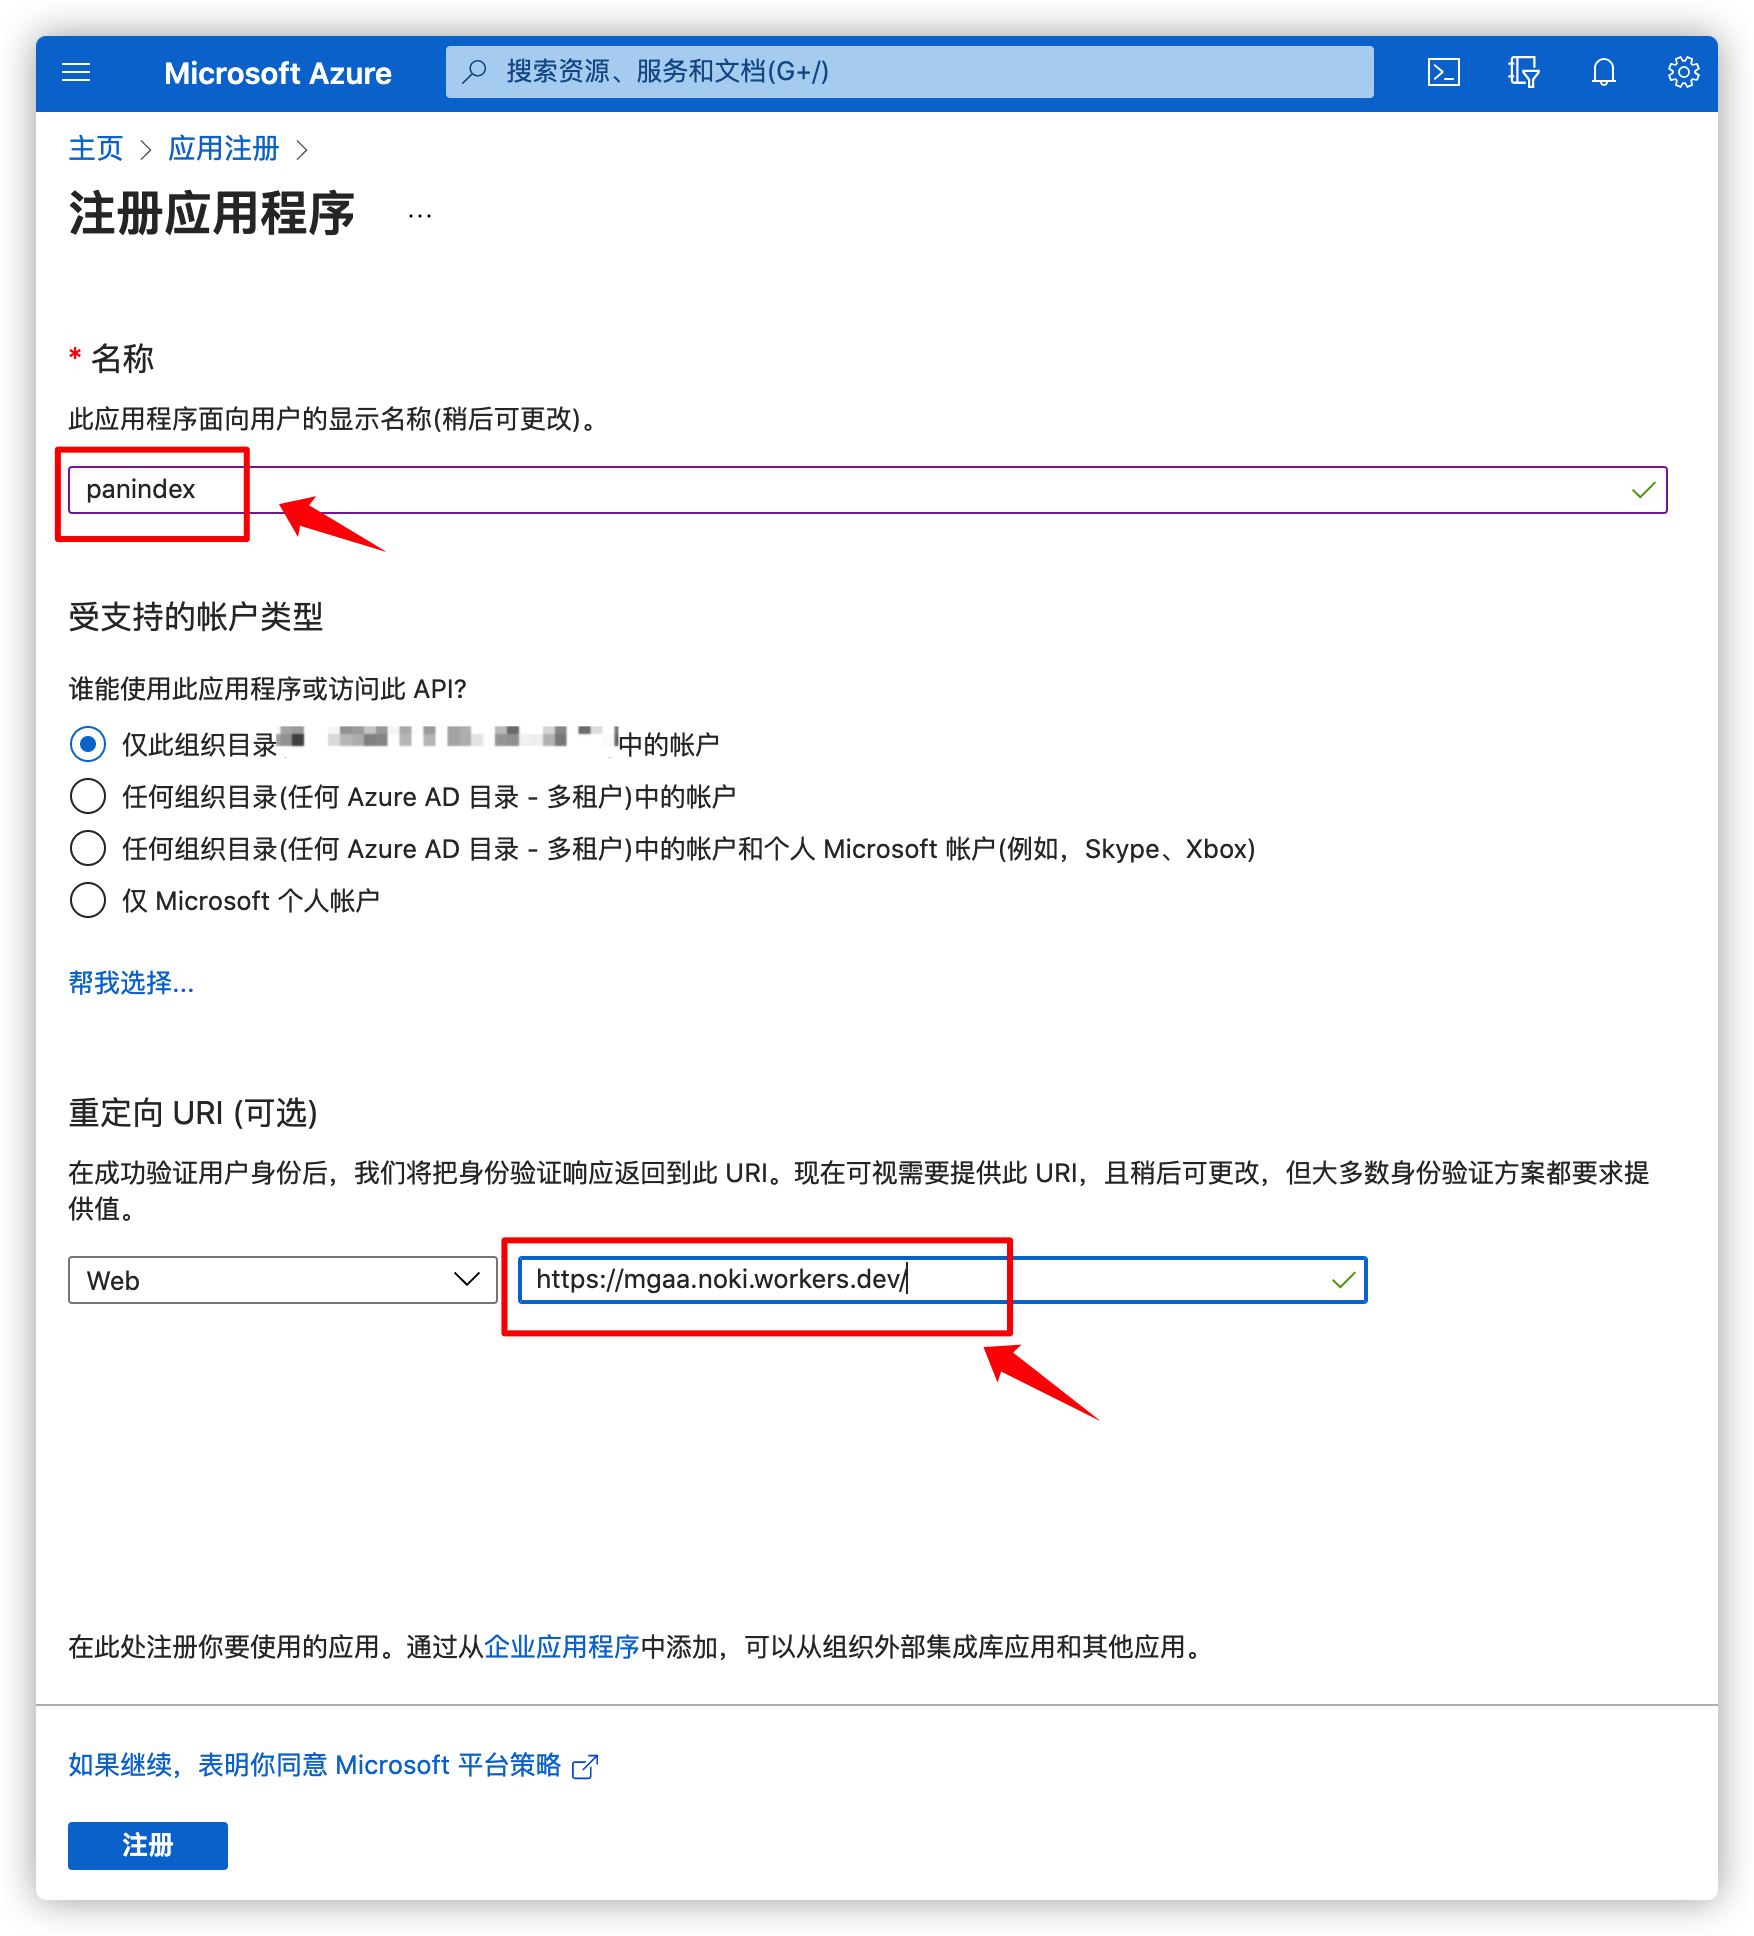 Microsoft Azure
搜索资源、服务和文档(G+/)
主页 > 应用注册 >
注册应用程序 ...
* 名称
此应用程序面向用户的显示名称(稍后可更改)。
panindex
受支持的帐户类型
谁能使用此应用程序或访问此 API?
仅此组织目录 中的帐户
任何组织目录(任何 Azure AD 目录 - 多租户)中的帐户
任何组织目录(任何 Azure AD 目录 - 多租户)中的帐户和个人 Microsoft 帐户(例如，Skype、Xbox)
仅 Microsoft 个人帐户
帮我选择...
重定向 URI (可选)
在成功验证用户身份后，我们将把身份验证响应返回到此 URI。现在可视需要提供此 URI，且稍后可更改，但大多数身份验证方案都要求提
供值。
Web https://mgaa.noki.workers.dev/
在此处注册你要使用的应用。通过从企业应用程序中添加，可以从组织外部集成库应用和其他应用。
如果继续，表明你同意 Microsoft 平台策略
注册